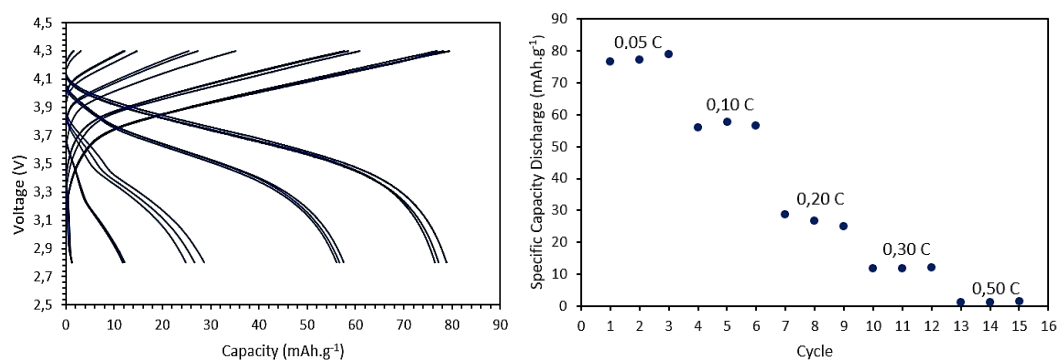 4,5
4,3
4,1
3,9
3,7
3,5
3,3
3,1
2,9
2,7
2,5
Voltage (V)
0 10 20 30 40 50 60 70 80 90
Capacity (mAh.g⁻¹)
90
80
70
60
50
40
30
20
10
0
Specific Capacity Discharge (mAh.g⁻¹)
0,05 C
0,10 C
0,20 C
0,30 C
0,50 C
0 1 2 3 4 5 6 7 8 9 10 11 12 13 14 15 16
Cycle